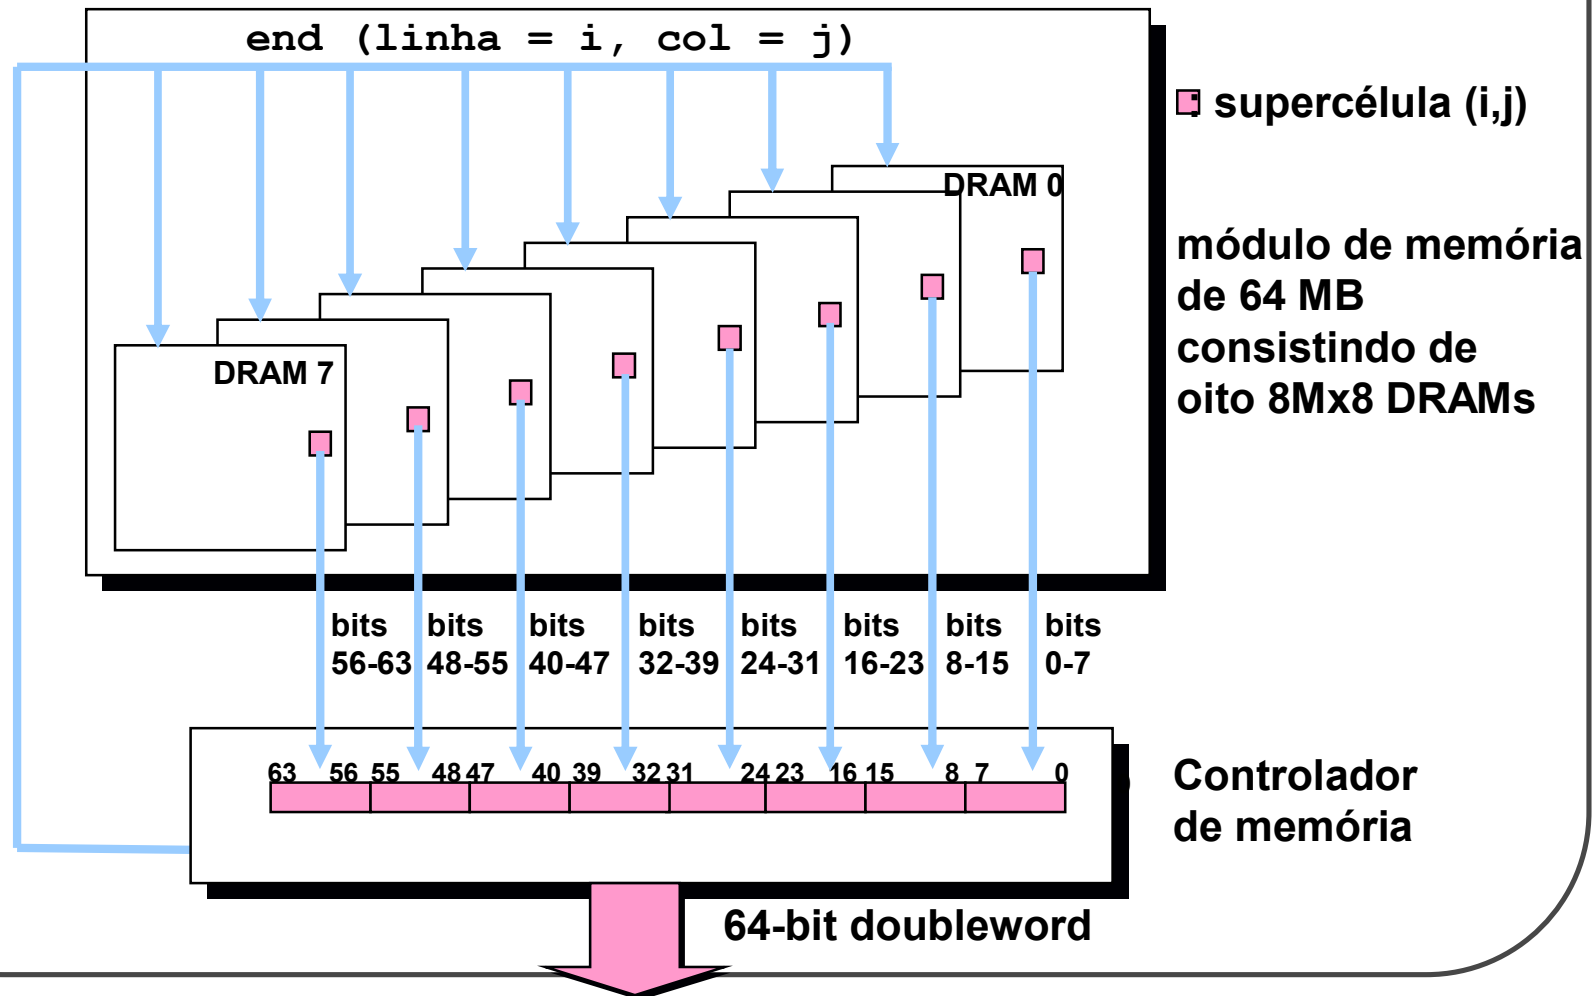 end (linha = i, col = j)
: supercélula (i,j)
DRAM 0
módulo de memória
de 64 MB
consistindo de
oito 8Mx8 DRAMs
DRAM 7
bits bits bits bits bits bits bits bits
56-63 48-55 40-47 32-39 24-31 16-23 8-15 0-7
63 56 55 48 47 40 39 32 31 24 23 16 15 8 7 0
Controlador
de memória
64-bit doubleword